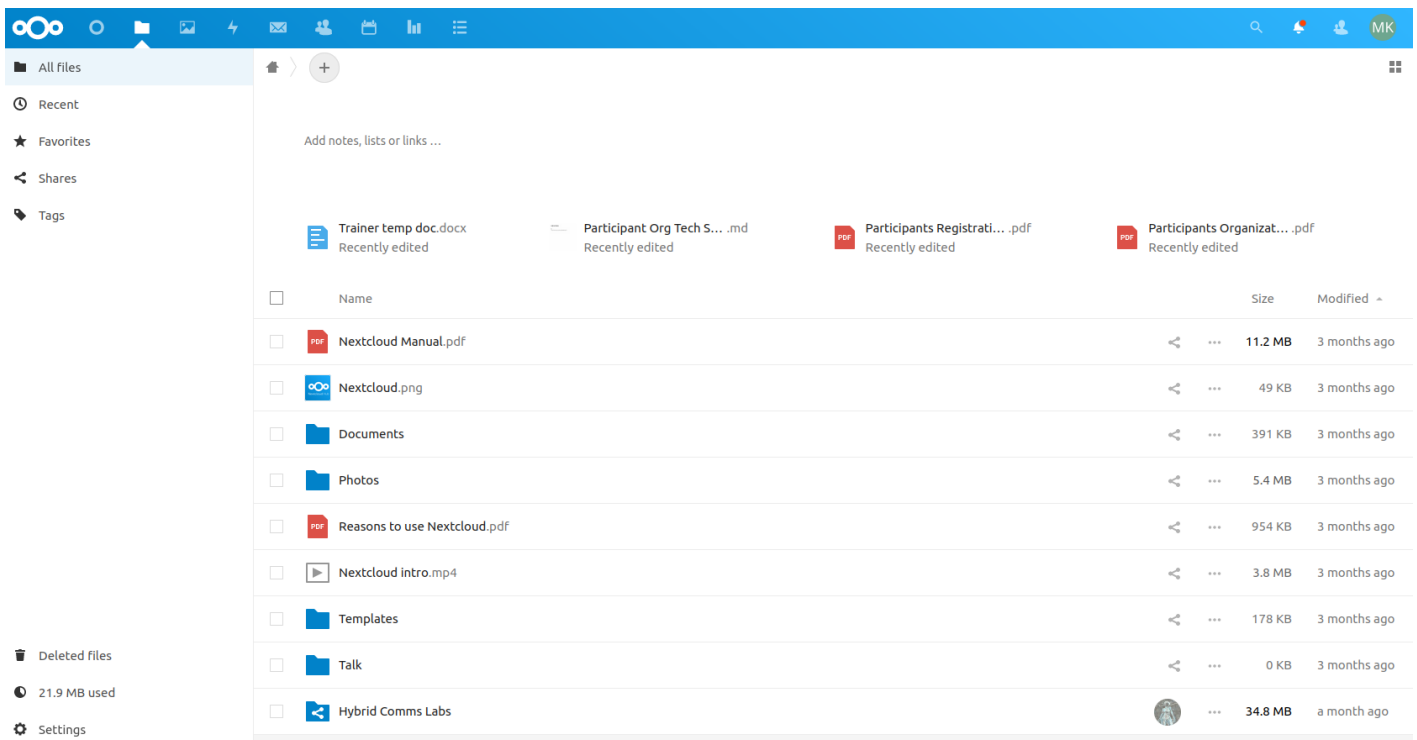 MK
All files
Recent
Favorites
Shares
Tags
Deleted files
21.9 MB used
Settings
+
Add notes, lists or links …
Trainer temp doc.docx
Recently edited
Participant Org Tech S… .md
Recently edited
PDF
Participants Registrati… .pdf
Recently edited
PDF
Participants Organizat… .pdf
Recently edited
Name Size Modified
PDF Nextcloud Manual.pdf ••• 11.2 MB 3 months ago
Nextcloud.png ••• 49 KB 3 months ago
Documents ••• 391 KB 3 months ago
Photos ••• 5.4 MB 3 months ago
PDF Reasons to use Nextcloud.pdf ••• 954 KB 3 months ago
Nextcloud intro.mp4 ••• 3.8 MB 3 months ago
Templates ••• 178 KB 3 months ago
Talk ••• 0 KB 3 months ago
Hybrid Comms Labs ••• 34.8 MB a month ago